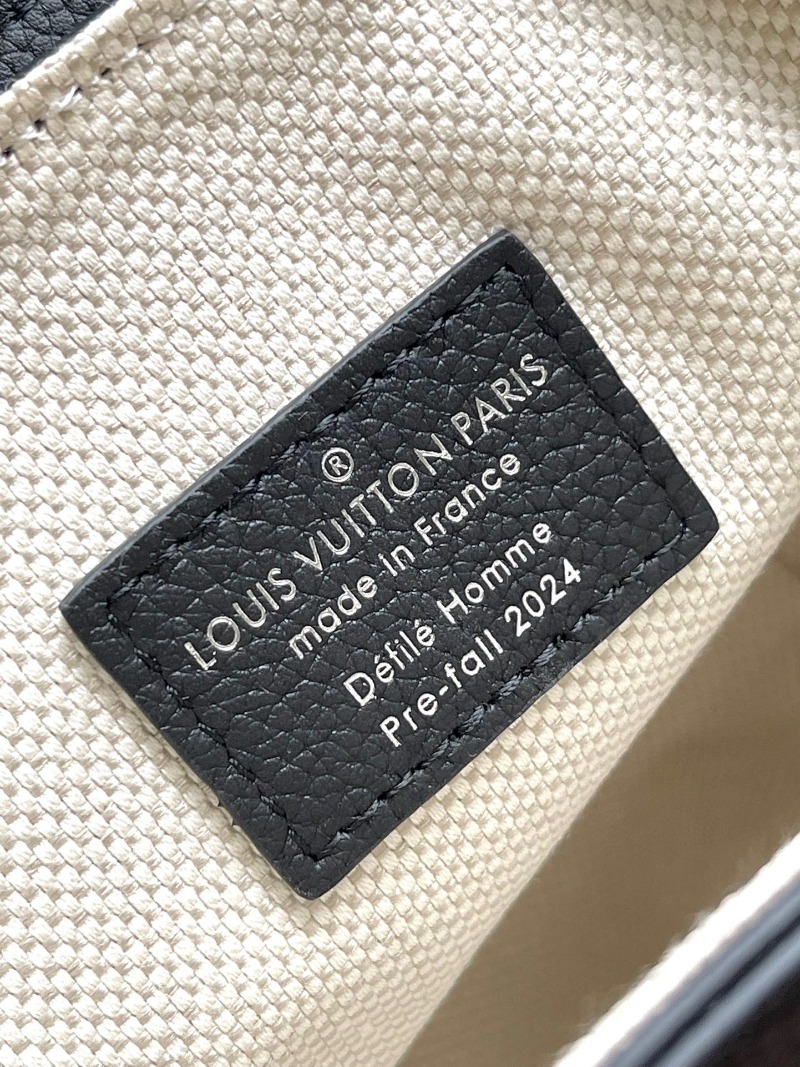 ®
LOUIS VUITTON PARIS
made in France
Défilé Homme
Pre-fall 2024